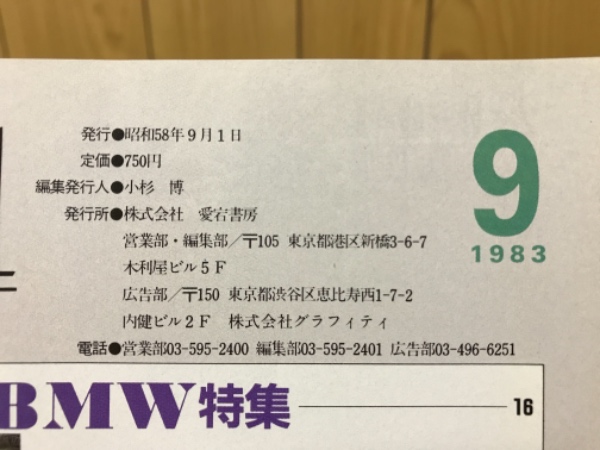 発行●昭和58年9月1日
定価●750円
編集発行人●小杉 博
発行所●株式会社 愛宕書房
営業部・編集部/〒105 東京都港区新橋3-6-7
木利屋ビル5F
広告部/〒150 東京都渋谷区恵比寿西1-7-2
内健ビル2F 株式会社グラフィティ
電話●営業部03-595-2400 編集部03-595-2401 広告部03-496-6251
9
1983
BMW特集 16